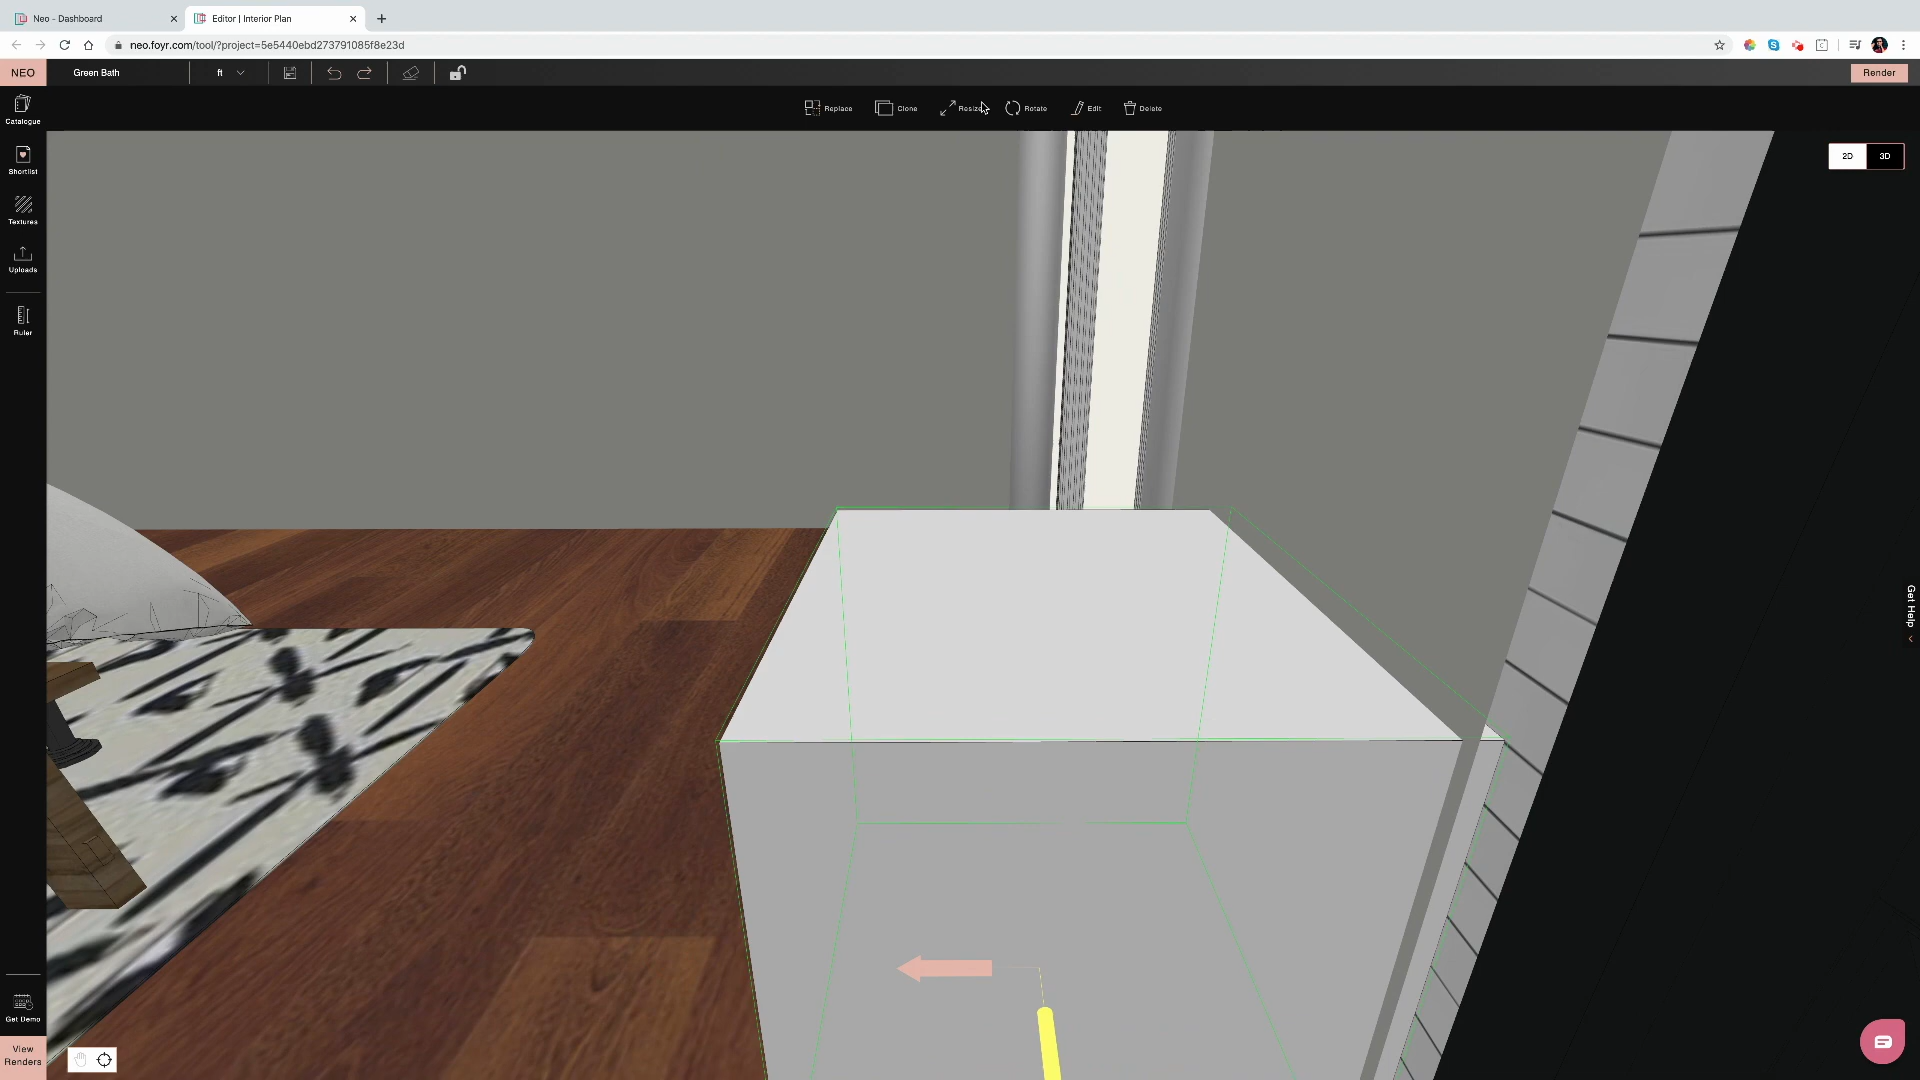 Neo - Dashboard
Editor | Interior Plan
neo.foyr.com/tool/?project=5e5440ebd273791085f8e23d
NEO
Green Bath
ft
Render
Catalogue
Replace
Clone
Resize
Rotate
Edit
Delete
Shortlist
2D
3D
Textures
Uploads
Ruler
Get Help
Get Demo
View
Renders